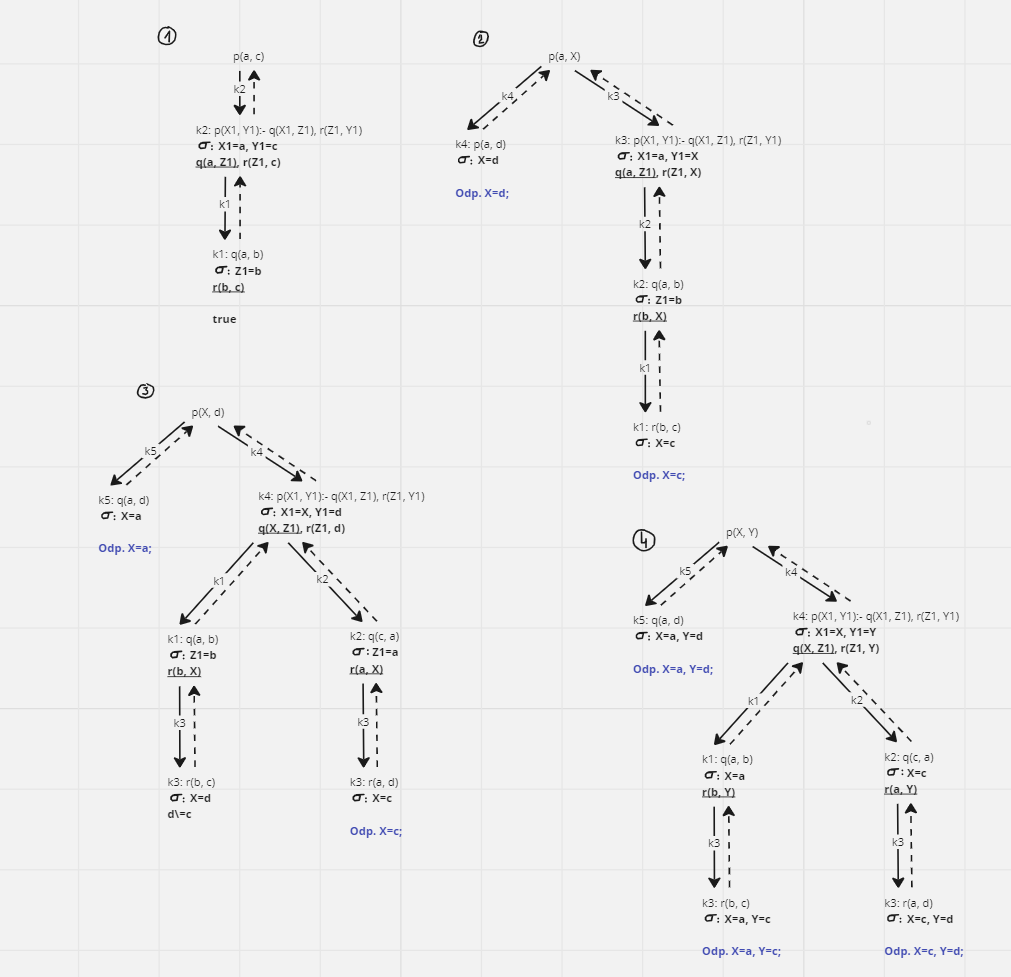 1
p(a, c)
k2
k2: p(X1, Y1):- q(X1, Z1), r(Z1, Y1)
σ: X1=a, Y1=c
q(a, Z1), r(Z1, c)
k1
k1: q(a, b)
σ: Z1=b
r(b, c)
true
2
p(a, X)
k4
k3
k4: p(a, d)
σ: X=d
Odp. X=d;
k3: p(X1, Y1):- q(X1, Z1), r(Z1, Y1)
σ: X1=a, Y1=X
q(a, Z1), r(Z1, X)
k2
k2: q(a, b)
σ: Z1=b
r(b, X)
k1
k1: r(b, c)
σ: X=c
Odp. X=c;
3
p(X, d)
k5
k4
k5: q(a, d)
σ: X=a
Odp. X=a;
k4: p(X1, Y1):- q(X1, Z1), r(Z1, Y1)
σ: X1=X, Y1=d
q(X, Z1), r(Z1, d)
k1
k2
k1: q(a, b)
σ: Z1=b
r(b, X)
k3
k3: r(b, c)
σ: X=d
d\=c
k2: q(c, a)
σ: Z1=a
r(a, X)
k3
k3: r(a, d)
σ: X=c
Odp. X=c;
4
p(X, Y)
k5
k4
k5: q(a, d)
σ: X=a, Y=d
Odp. X=a, Y=d;
k4: p(X1, Y1):- q(X1, Z1), r(Z1, Y1)
σ: X1=X, Y1=Y
q(X, Z1), r(Z1, Y)
k1
k2
k1: q(a, b)
σ: X=a
r(b, Y)
k3
k3: r(b, c)
σ: X=a, Y=c
Odp. X=a, Y=c;
k2: q(c, a)
σ: X=c
r(a, Y)
k3
k3: r(a, d)
σ: X=c, Y=d
Odp. X=c, Y=d;